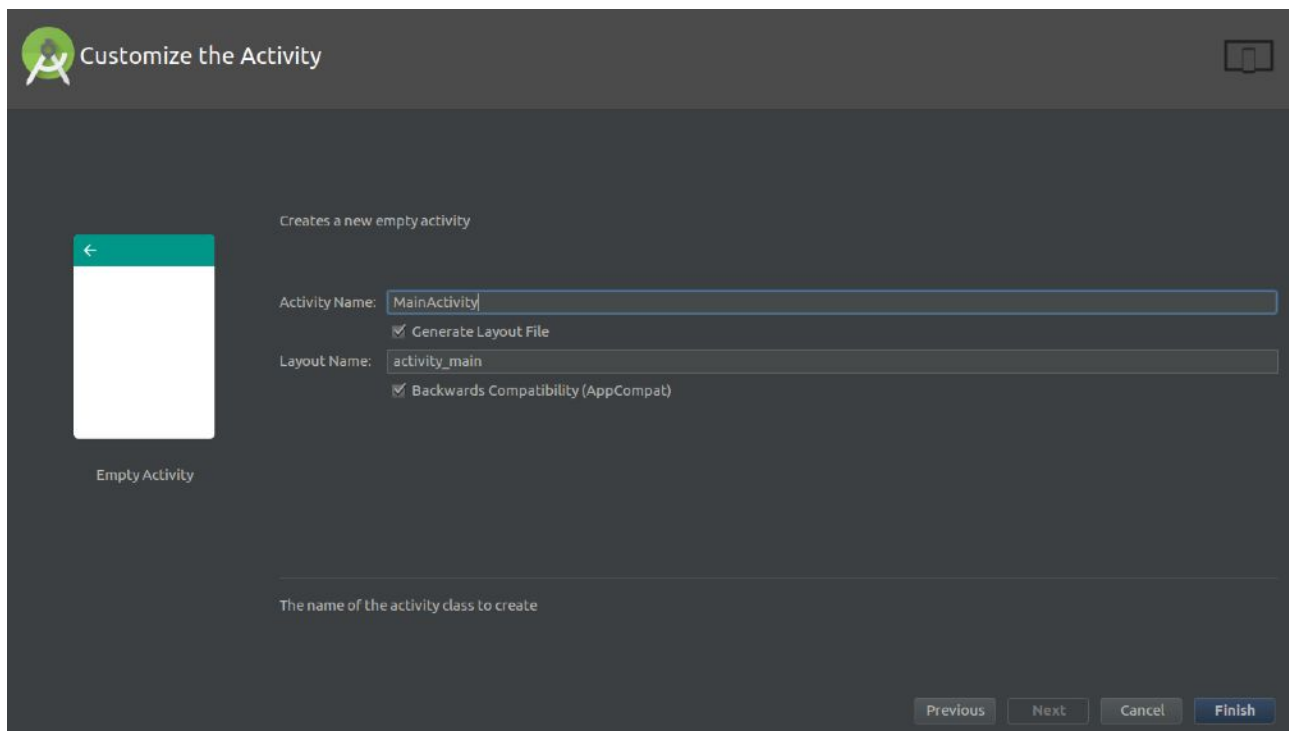 Customize the Activity
Creates a new empty activity
Activity Name: MainActivity
Generate Layout File
Layout Name: activity_main
Backwards Compatibility (AppCompat)
Empty Activity
The name of the activity class to create
Previous Next Cancel Finish